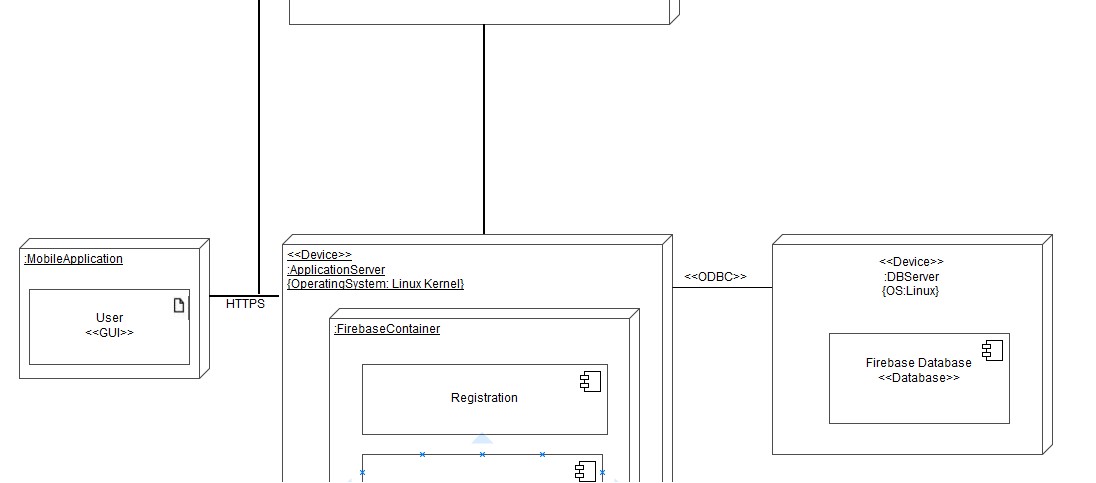 :MobileApplication
User
<<GUI>>
HTTPS
<<Device>>
:ApplicationServer
{OperatingSystem: Linux Kernel}
:FirebaseContainer
Registration
<<ODBC>>
<<Device>>
:DBServer
{OS:Linux}
Firebase Database
<<Database>>